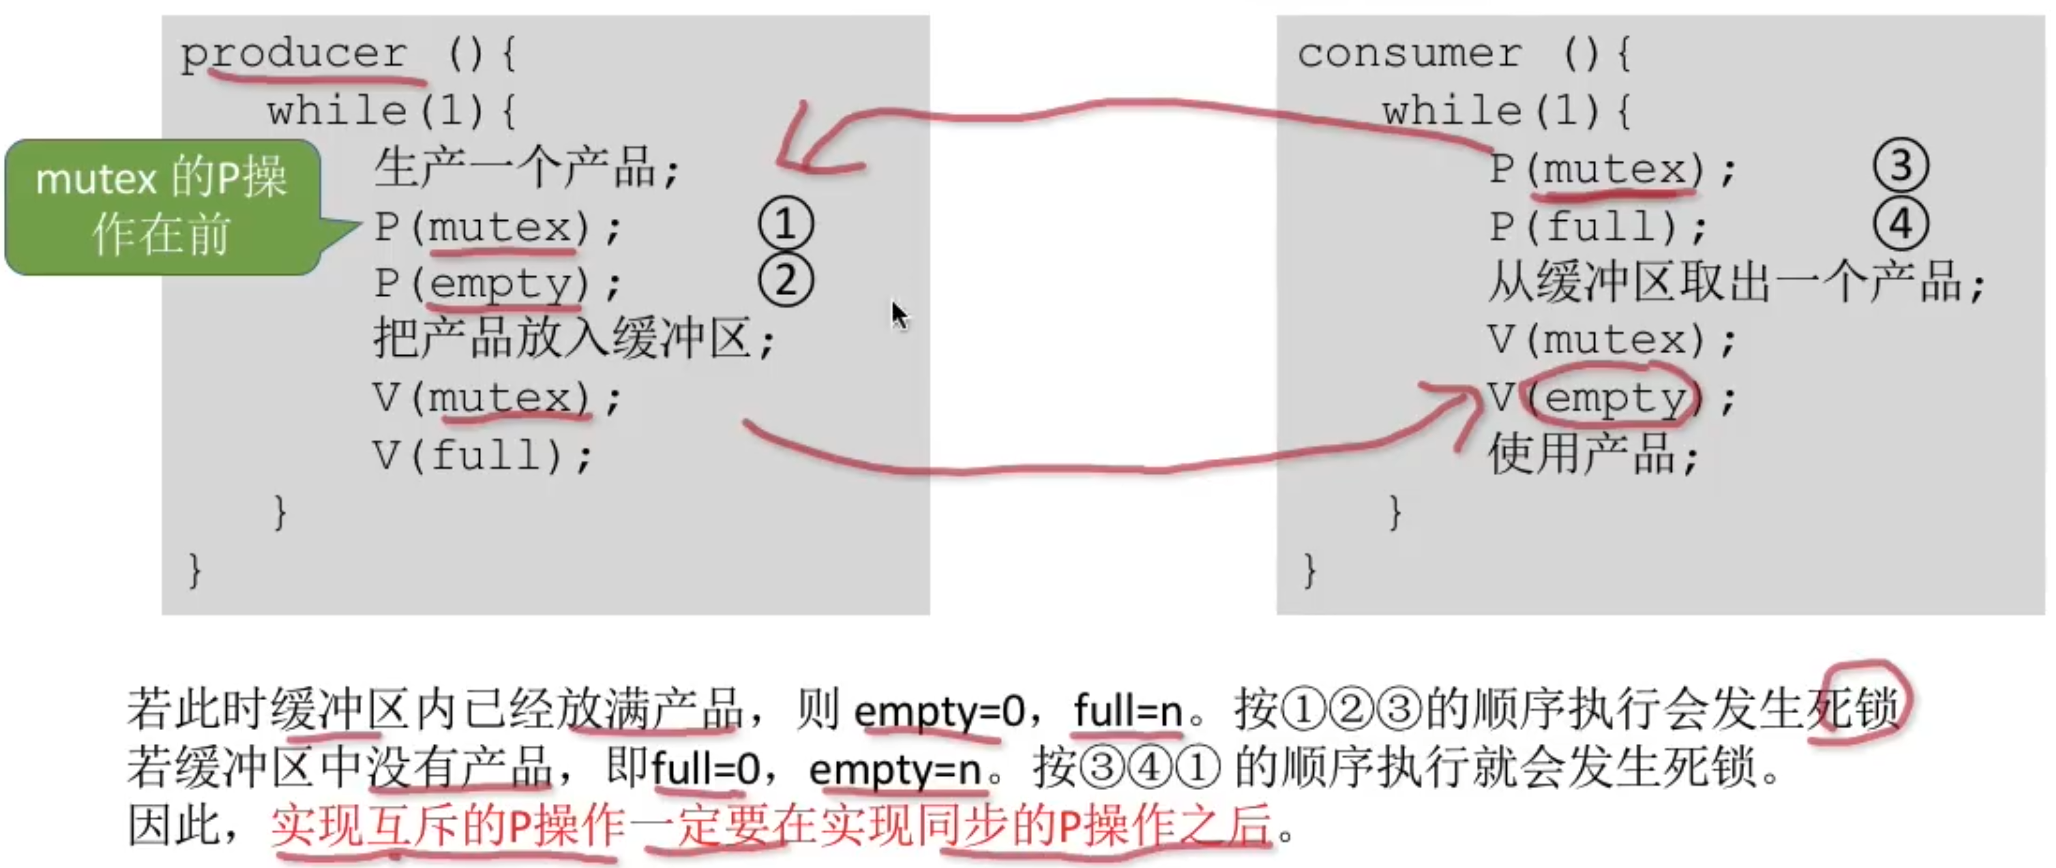 producer (){
while(1){
生产一个产品;
P(mutex); ①
P(empty); ②
把产品放入缓冲区;
V(mutex);
V(full);
}
}
mutex 的P操
作在前
consumer (){
while(1){
P(mutex); ③
P(full); ④
从缓冲区取出一个产品;
V(mutex);
V(empty);
使用产品;
}
}
若此时缓冲区内已经放满产品，则 empty=0，full=n。按①②③的顺序执行会发生死锁
若缓冲区中没有产品，即full=0，empty=n。按③④① 的顺序执行就会发生死锁。
因此，实现互斥的P操作一定要在实现同步的P操作之后。